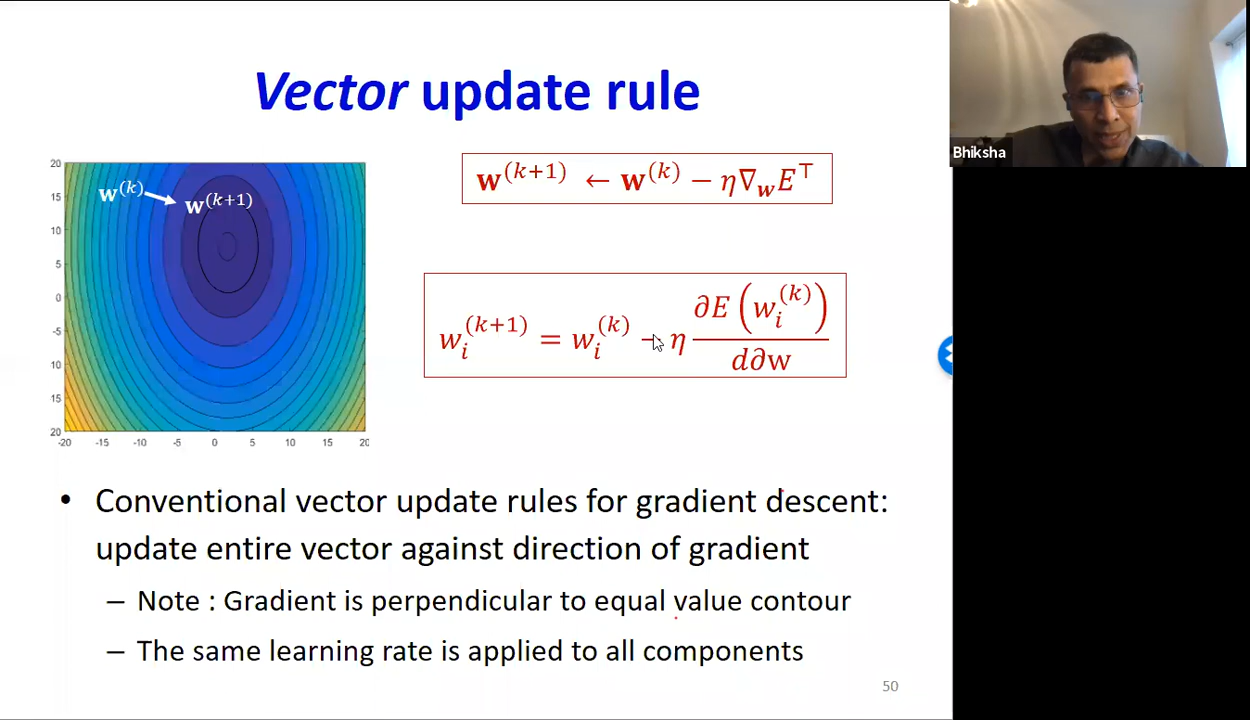 Vector update rule
w^(k+1) ← w^(k) − η∇_w E^⊤
w^(k)
w^(k+1)
w_i^(k+1) = w_i^(k) − η ∂E(w_i^(k)) / d∂w
20
15
10
5
0
-5
10
15
20
-20 -15 -10 -5 0 5 10 15 20
• Conventional vector update rules for gradient descent:
update entire vector against direction of gradient
– Note : Gradient is perpendicular to equal value contour
– The same learning rate is applied to all components
50
Bhiksha